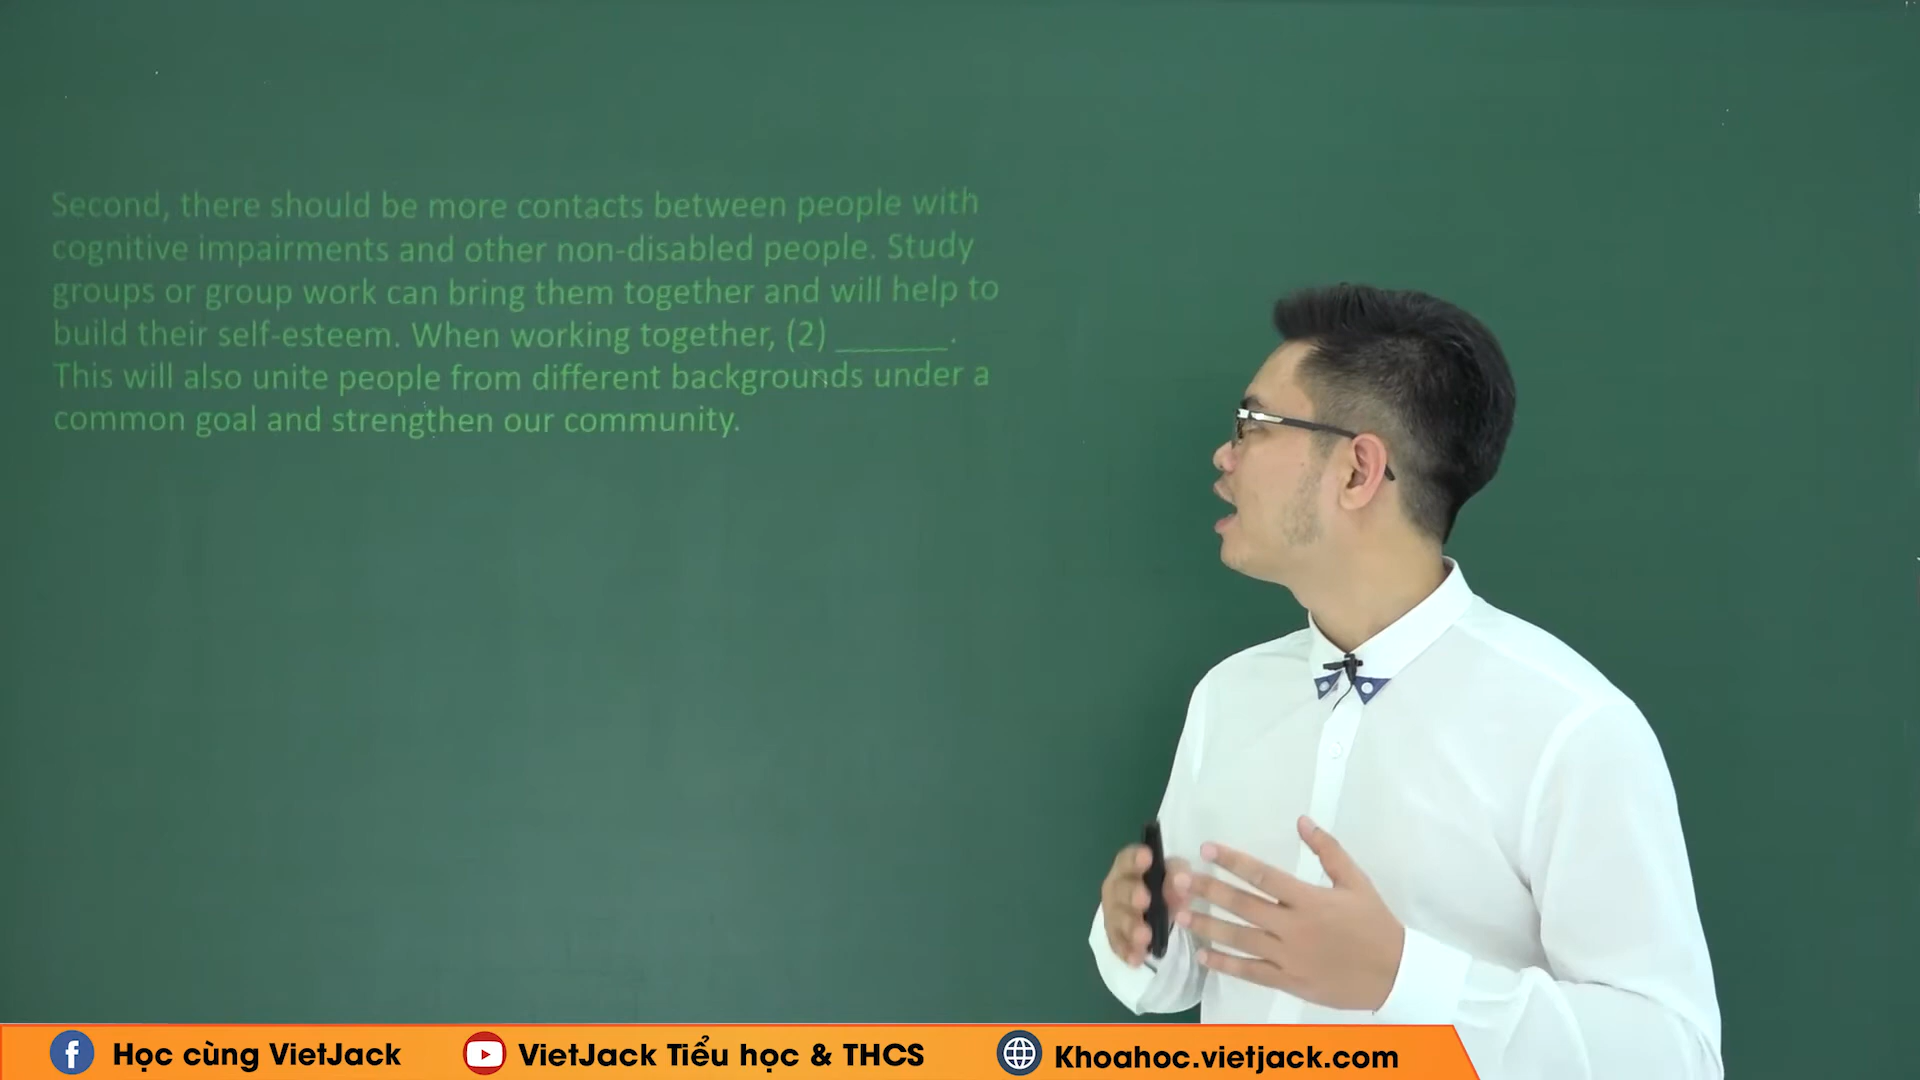 Second, there should be more contacts between people with
cognitive impairments and other non-disabled people. Study
groups or group work can bring them together and will help to
build their self-esteem. When working together, (2) _______.
This will also unite people from different backgrounds under a
common goal and strengthen our community.
Học cùng VietJack
VietJack Tiểu học & THCS
Khoahoc.vietjack.com